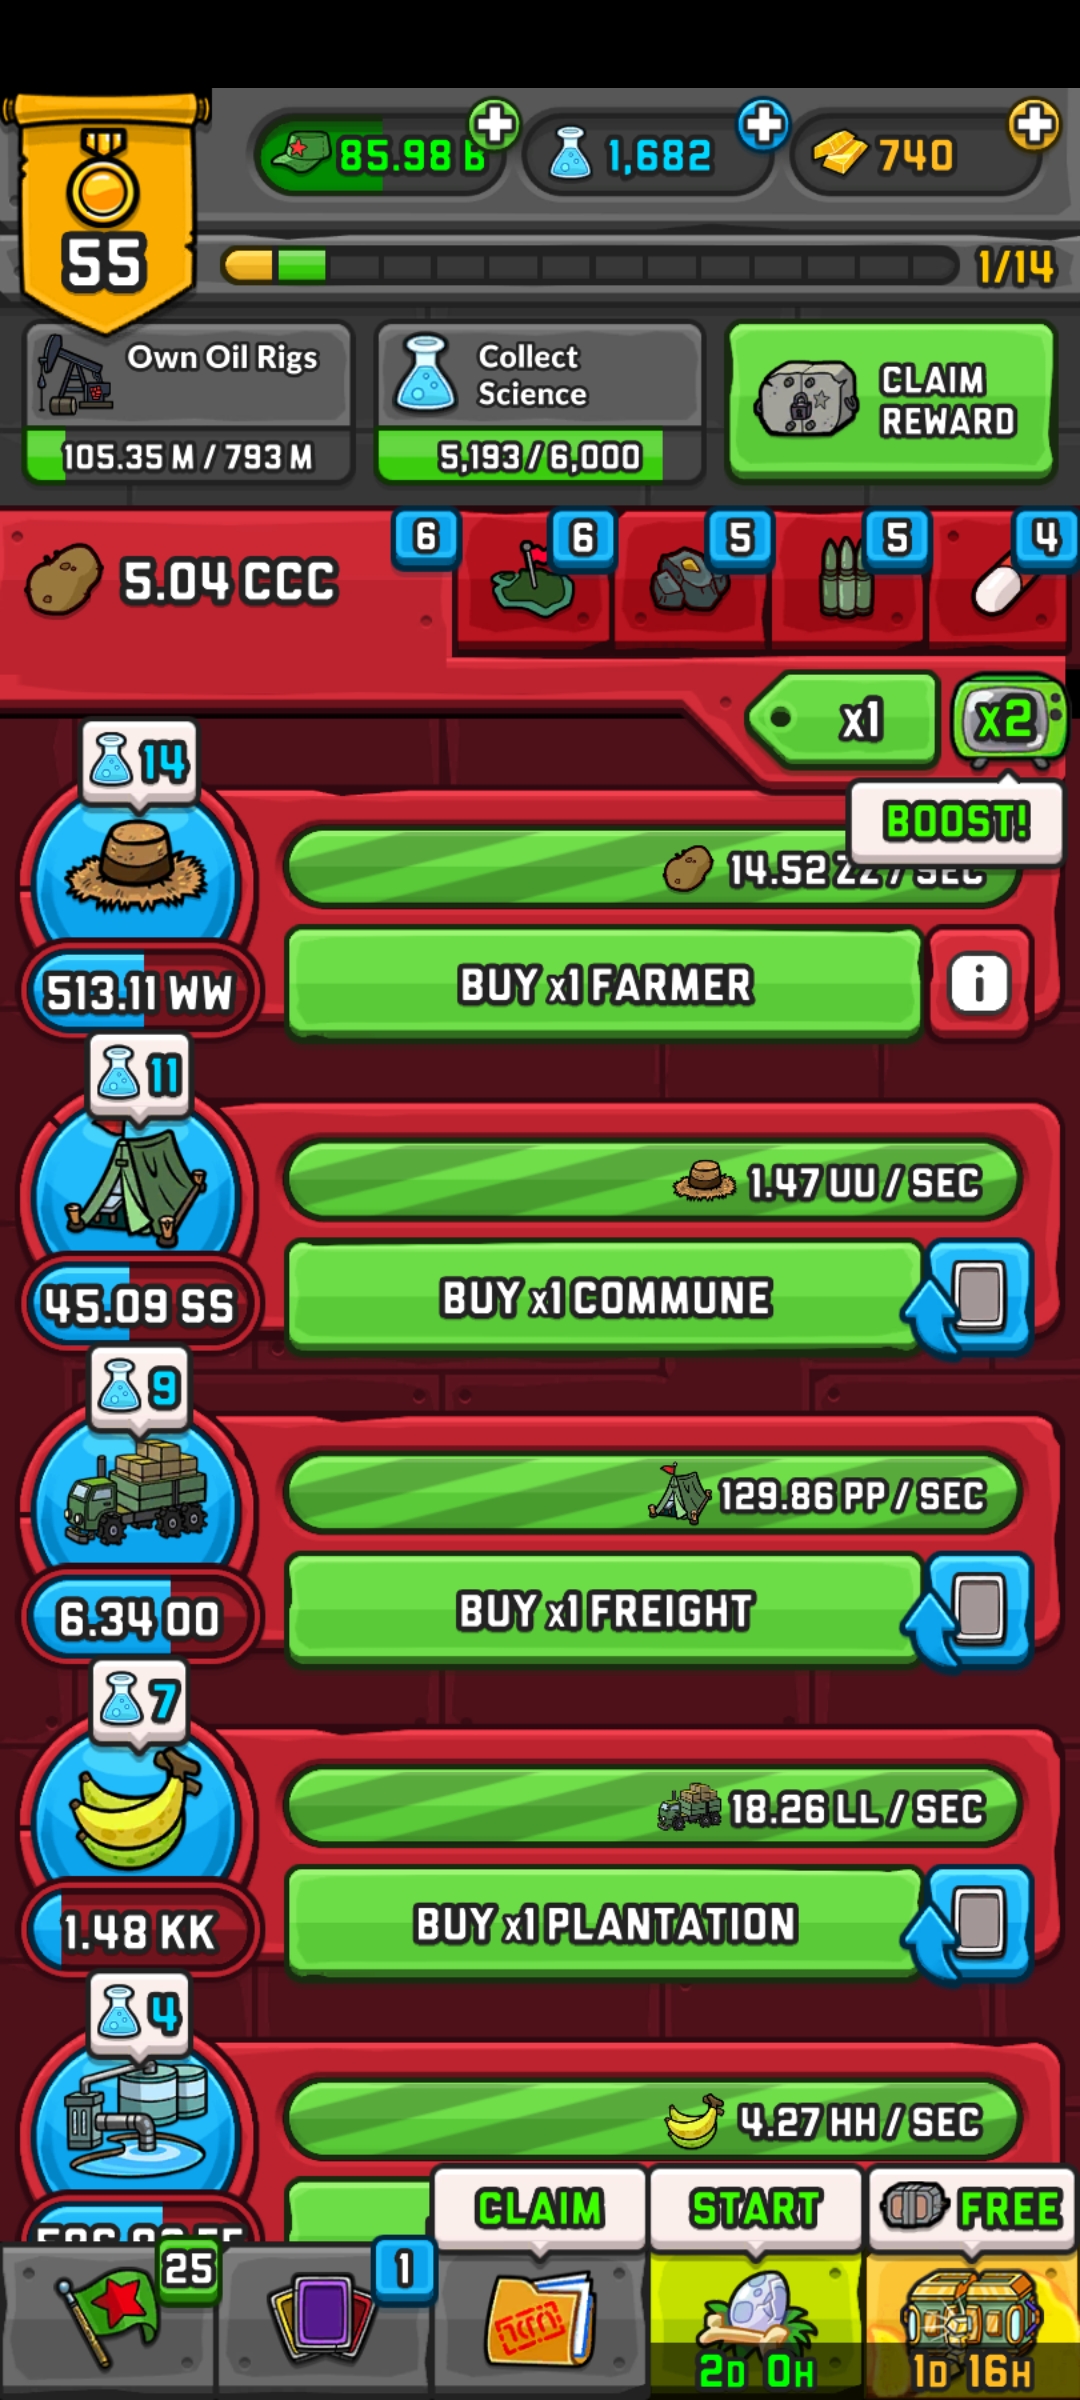 85.98 B
1,682
740
55
1/14
Own Oil Rigs
105.35 M / 793 M
Collect
Science
5,193 / 6,000
CLAIM
REWARD
5.04 CCC
6
6
5
5
4
x1
x2
BOOST!
14
14.52 ZZ / SEC
513.11 WW
BUY x1 FARMER
i
11
1.47 UU / SEC
45.09 SS
BUY x1 COMMUNE
9
129.86 PP / SEC
6.34 OO
BUY x1 FREIGHT
7
18.26 LL / SEC
1.48 KK
BUY x1 PLANTATION
4
4.27 HH / SEC
CLAIM
START
FREE
25
1
2D 0H
1D 16H